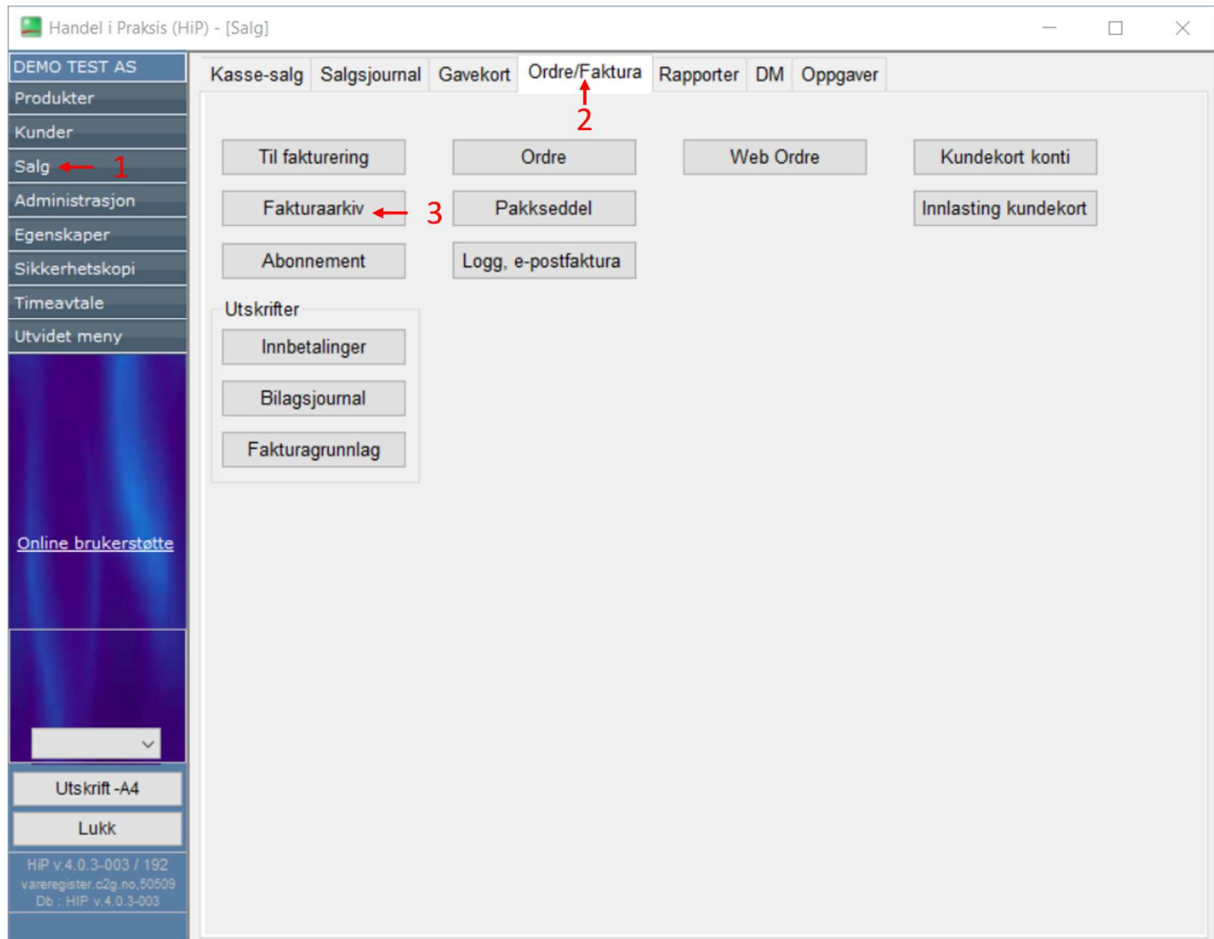 Handel i Praksis (HiP) - [Salg]
DEMO TEST AS
Produkter
Kunder
Salg 1
Administrasjon
Egenskaper
Sikkerhetskopi
Timeavtale
Utvidet meny
Online brukerstøtte
Utskrift -A4
Lukk
HiP v.4.0.3-003 / 192
vareregister.c2g.no,50509
Db : HIP v.4.0.3-003
Kasse-salg Salgsjournal Gavekort Ordre/Faktura Rapporter DM Oppgaver
2
Til fakturering Ordre Web Ordre Kundekort konti
Fakturaarkiv 3 Pakkseddel Innlasting kundekort
Abonnement Logg, e-postfaktura
Utskrifter
Innbetalinger
Bilagsjournal
Fakturagrunnlag